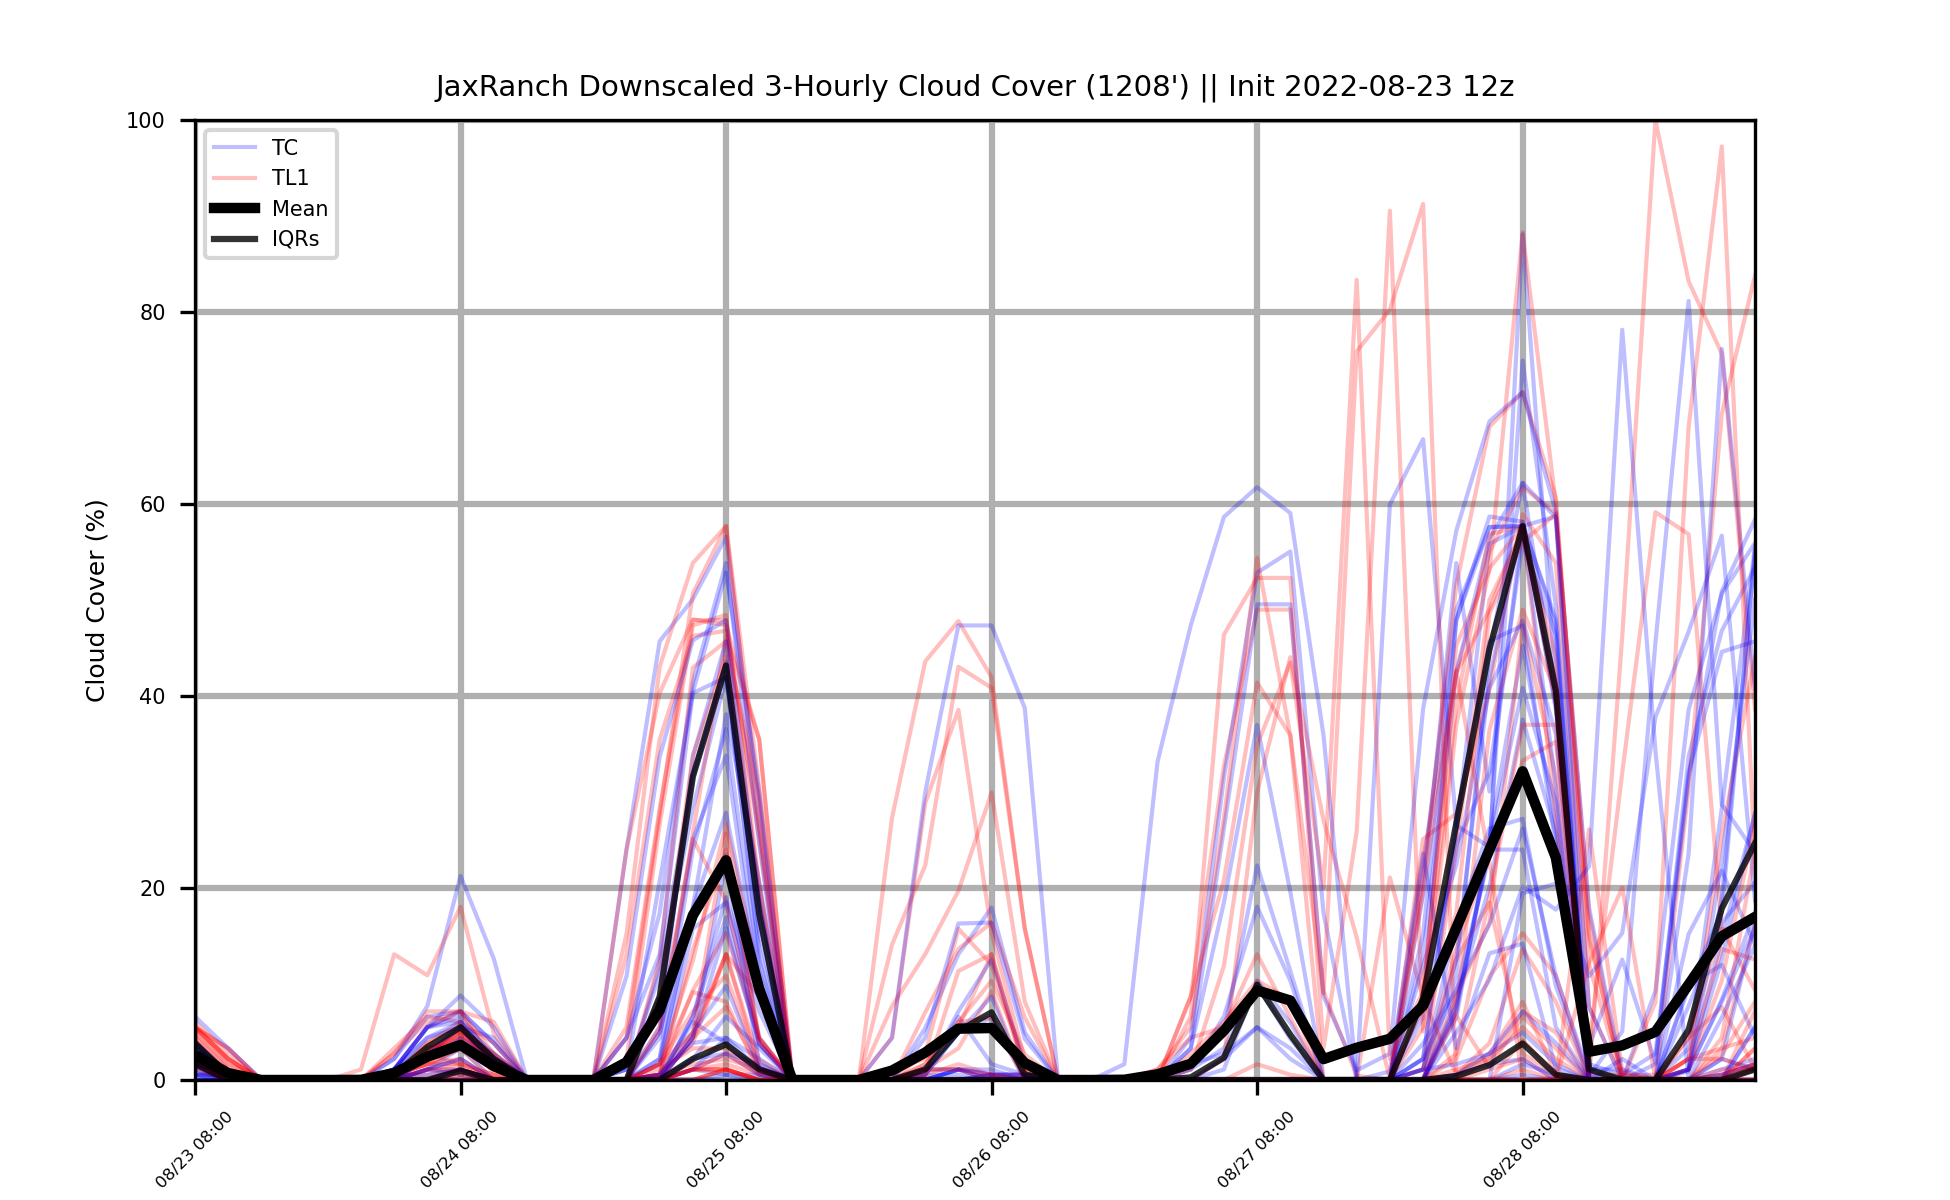 JaxRanch Downscaled 3-Hourly Cloud Cover (1208') || Init 2022-08-23 12z
Cloud Cover (%)
100
80
60
40
20
0
TC
TL1
Mean
IQRs
08/23 08:00
08/24 08:00
08/25 08:00
08/26 08:00
08/27 08:00
08/28 08:00